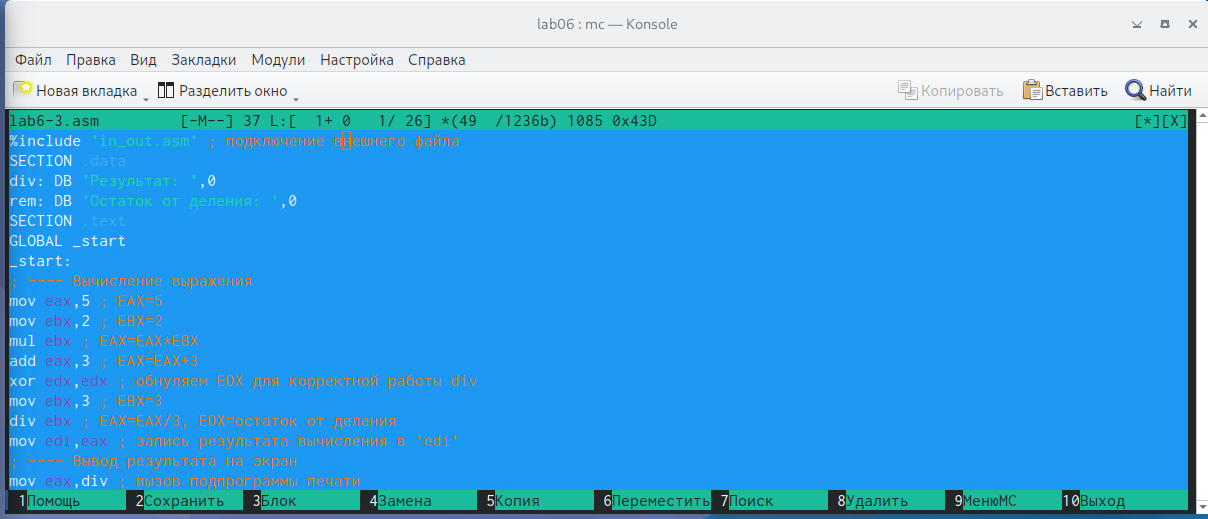 lab06 : mc — Konsole
Файл Правка Вид Закладки Модули Настройка Справка
Новая вкладка Разделить окно Копировать Вставить Найти
lab6-3.asm [-M--] 37 L:[ 1+ 0 1/ 26] *(49 /1236b) 1085 0x43D [*][X]
%include 'in_out.asm' ; подключение внешнего файла
SECTION .data
div: DB 'Результат: ',0
rem: DB 'Остаток от деления: ',0
SECTION .text
GLOBAL _start
_start:
; ---- Вычисление выражения
mov eax,5 ; EAX=5
mov ebx,2 ; EBX=2
mul ebx ; EAX=EAX*EBX
add eax,3 ; EAX=EAX+3
xor edx,edx ; обнуляем EDX для корректной работы div
mov ebx,3 ; EBX=3
div ebx ; EAX=EAX/3, EDX=остаток от деления
mov edi,eax ; запись результата вычисления в 'edi'
; ---- Вывод результата на экран
mov eax,div ; вызов подпрограммы печати
1Помощь 2Сохранить 3Блок 4Замена 5Копия 6Переместить 7Поиск 8Удалить 9МенюMC 10Выход